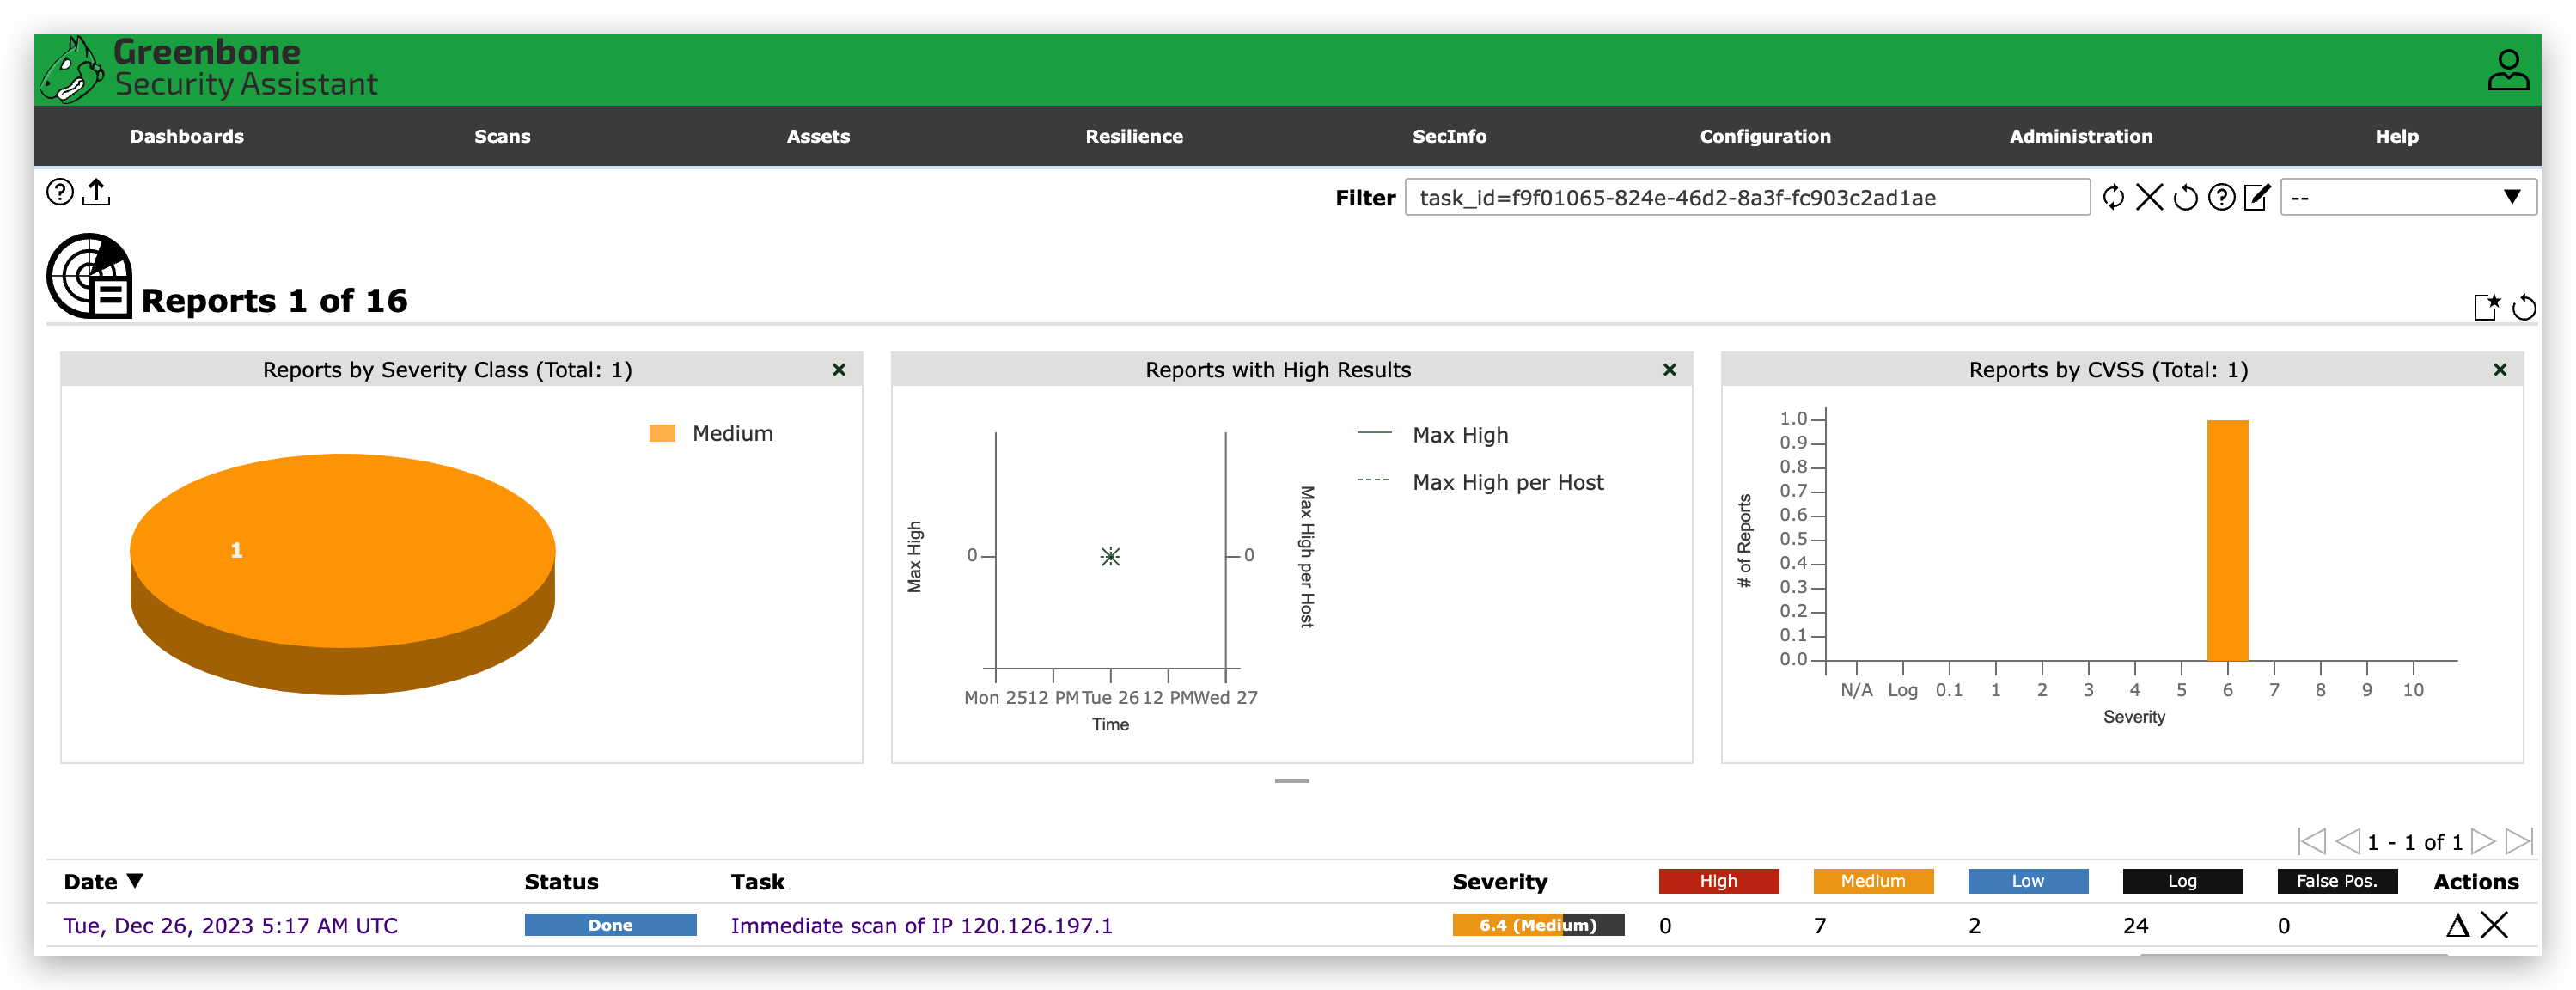 Greenbone
Security Assistant
Dashboards Scans Assets Resilience SecInfo Configuration Administration Help
Filter task_id=f9f01065-824e-46d2-8a3f-fc903c2ad1ae --
Reports 1 of 16
Reports by Severity Class (Total: 1)
Medium
1
Reports with High Results
Max High
Max High per Host
Max High
0
0
Max High per Host
Mon 25 12 PM Tue 26 12 PM Wed 27
Time
Reports by CVSS (Total: 1)
# of Reports
1.0
0.9
0.8
0.7
0.6
0.5
0.4
0.3
0.2
0.1
0.0
N/A Log 0.1 1 2 3 4 5 6 7 8 9 10
Severity
1 - 1 of 1
Date ▼ Status Task Severity High Medium Low Log False Pos. Actions
Tue, Dec 26, 2023 5:17 AM UTC Done Immediate scan of IP 120.126.197.1 6.4 (Medium) 0 7 2 24 0